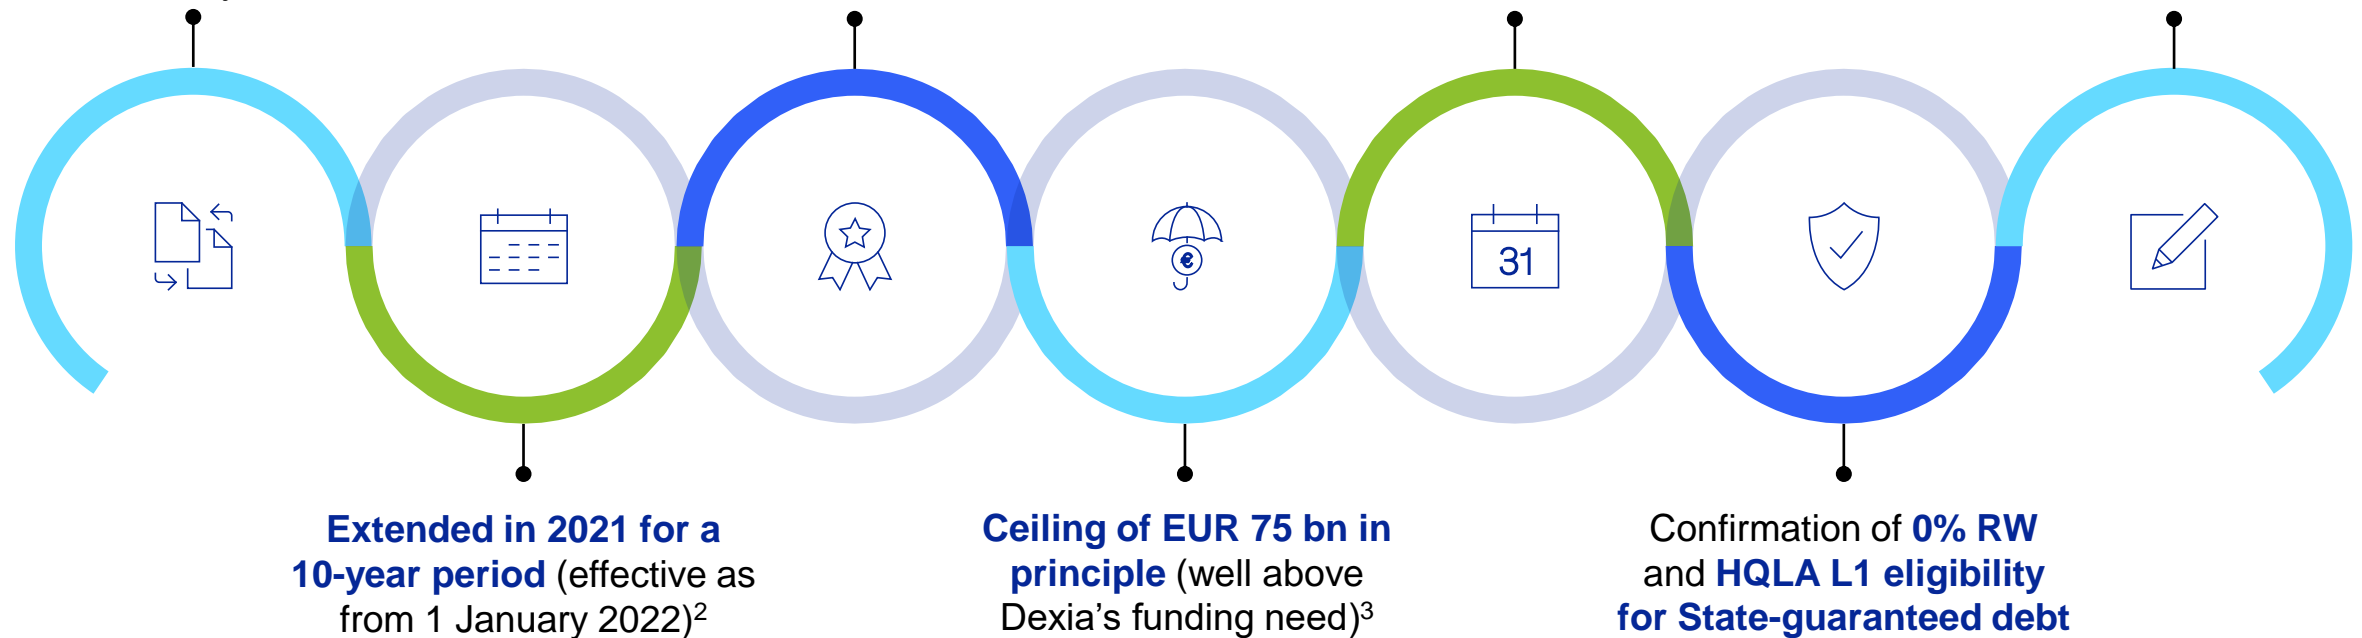 31
€
Extended in 2021 for a
10-year period (effective as
from 1 January 2022)²
Ceiling of EUR 75 bn in
principle (well above
Dexia’s funding need)³
Confirmation of 0% RW
and HQLA L1 eligibility
for State-guaranteed debt